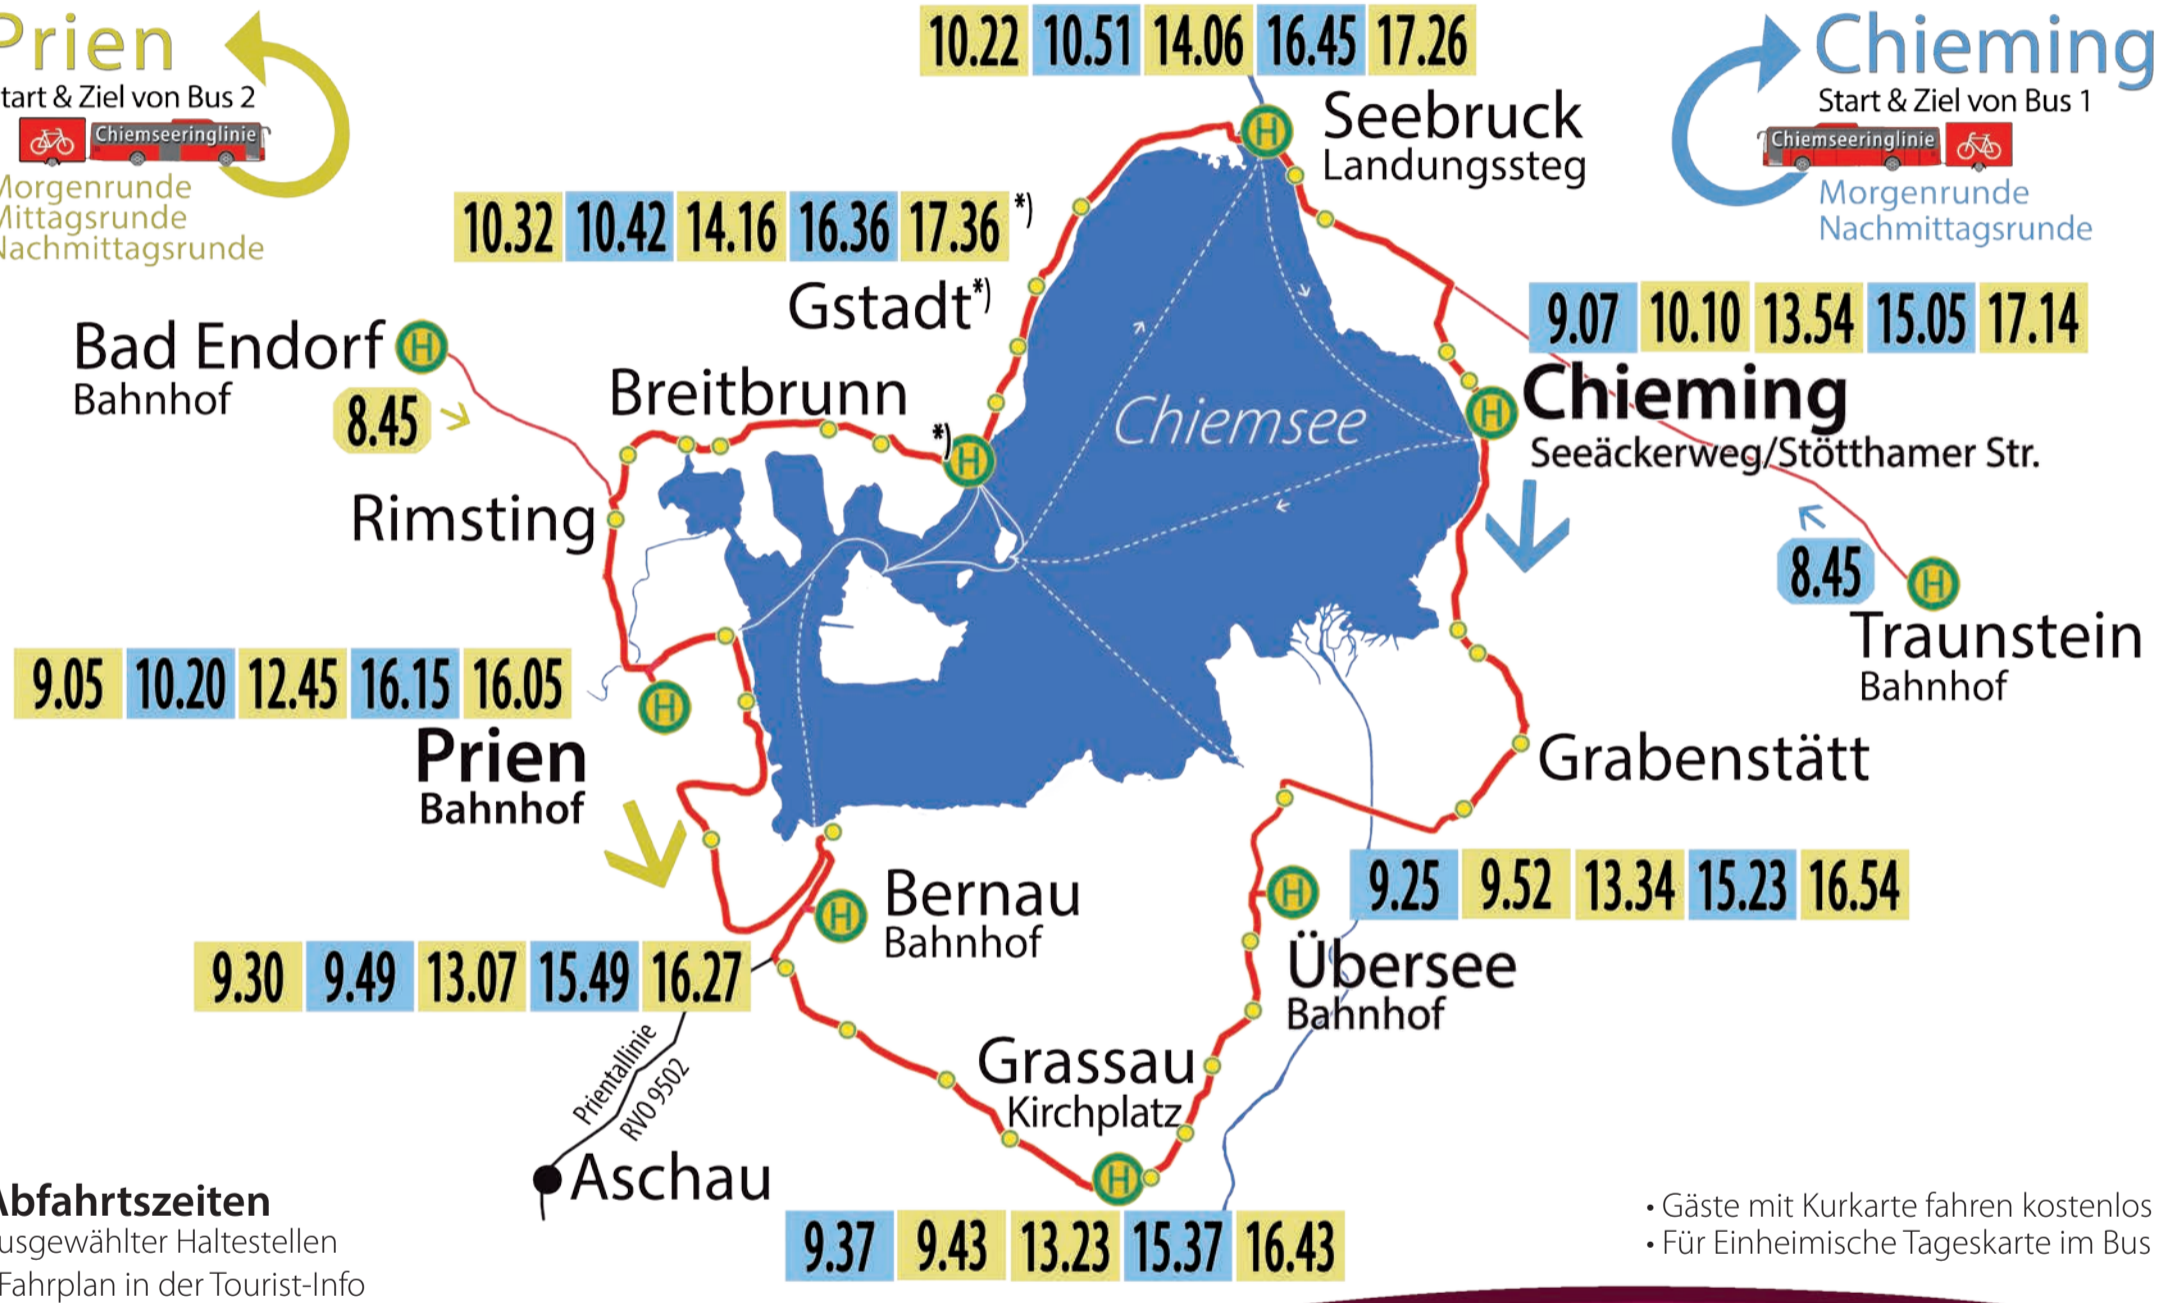 Prien
Start & Ziel von Bus 2
Chiemseeringlinie
Morgenrunde
Mittagsrunde
Nachmittagsrunde
10.22 10.51 14.06 16.45 17.26
H
Seebruck
Landungssteg
Chieming
Start & Ziel von Bus 1
Chiemseeringlinie
Morgenrunde
Nachmittagsrunde
10.32 10.42 14.16 16.36 17.36 *)
Gstadt*)
Bad Endorf H
Bahnhof
8.45
Breitbrunn
*) H
Chiemsee
9.07 10.10 13.54 15.05 17.14
H Chieming
Seeäckerweg/Stötthamer Str.
Rimsting
8.45
H
Traunstein
Bahnhof
9.05 10.20 12.45 16.15 16.05
H
Prien
Bahnhof
Grabenstätt
H
Bernau
Bahnhof
H
9.25 9.52 13.34 15.23 16.54
Übersee
Bahnhof
9.30 9.49 13.07 15.49 16.27
Prientallinie
RVO 9502
Aschau
Grassau
Kirchplatz
H
9.37 9.43 13.23 15.37 16.43
Abfahrtszeiten
ausgewählter Haltestellen
Fahrplan in der Tourist-Info
• Gäste mit Kurkarte fahren kostenlos
• Für Einheimische Tageskarte im Bus